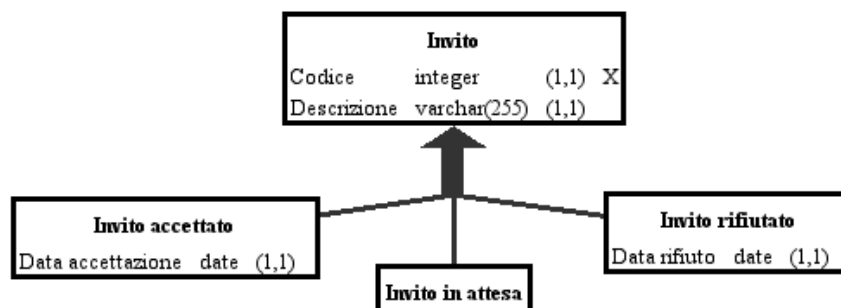 Invito
Codice integer (1,1) X
Descrizione varchar(255) (1,1)
Invito accettato
Data accettazione date (1,1)
Invito in attesa
Invito rifiutato
Data rifiuto date (1,1)